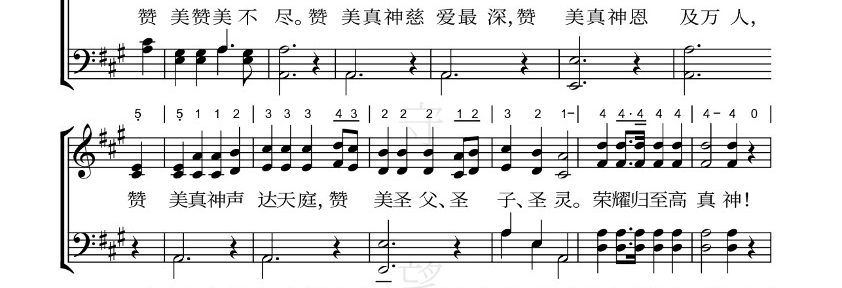 赞 美赞美不 尽。赞 美真神慈 爱最 深,赞 美真神恩 及万 人,
5 | 5 1 1 2 | 3 3 3 4 3 | 2 2 2 1 2 | 3 2 1– | 4 4· 4 4 4 | 4– 4 0
赞 美真神声 达天庭,赞 美圣 父、圣 子、圣 灵。荣耀归至高 真 神!